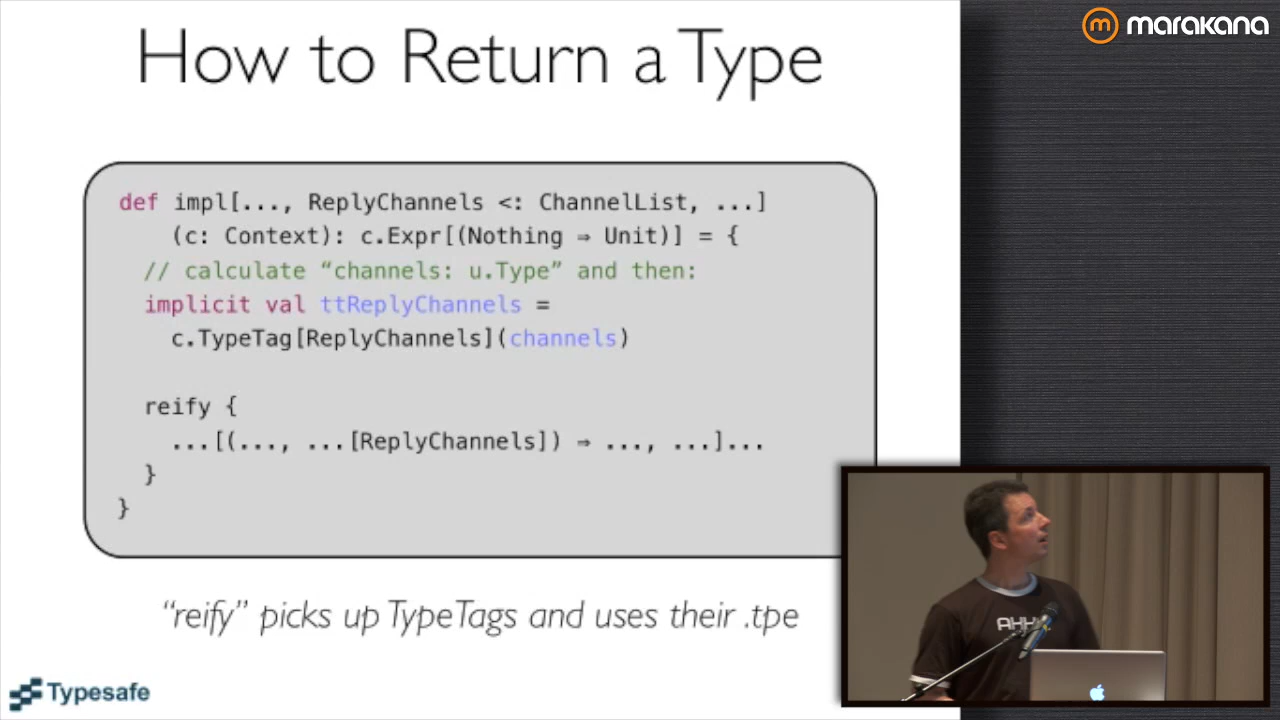 How to Return a Type
marakana
def impl[..., ReplyChannels <: ChannelList, ...]
(c: Context): c.Expr[(Nothing ⇒ Unit)] = {
// calculate “channels: u.Type” and then:
implicit val ttReplyChannels =
c.TypeTag[ReplyChannels](channels)
reify {
...[(..., ...[ReplyChannels]) ⇒ ..., ...]...
}
}
“reify” picks up TypeTags and uses their .tpe
Typesafe